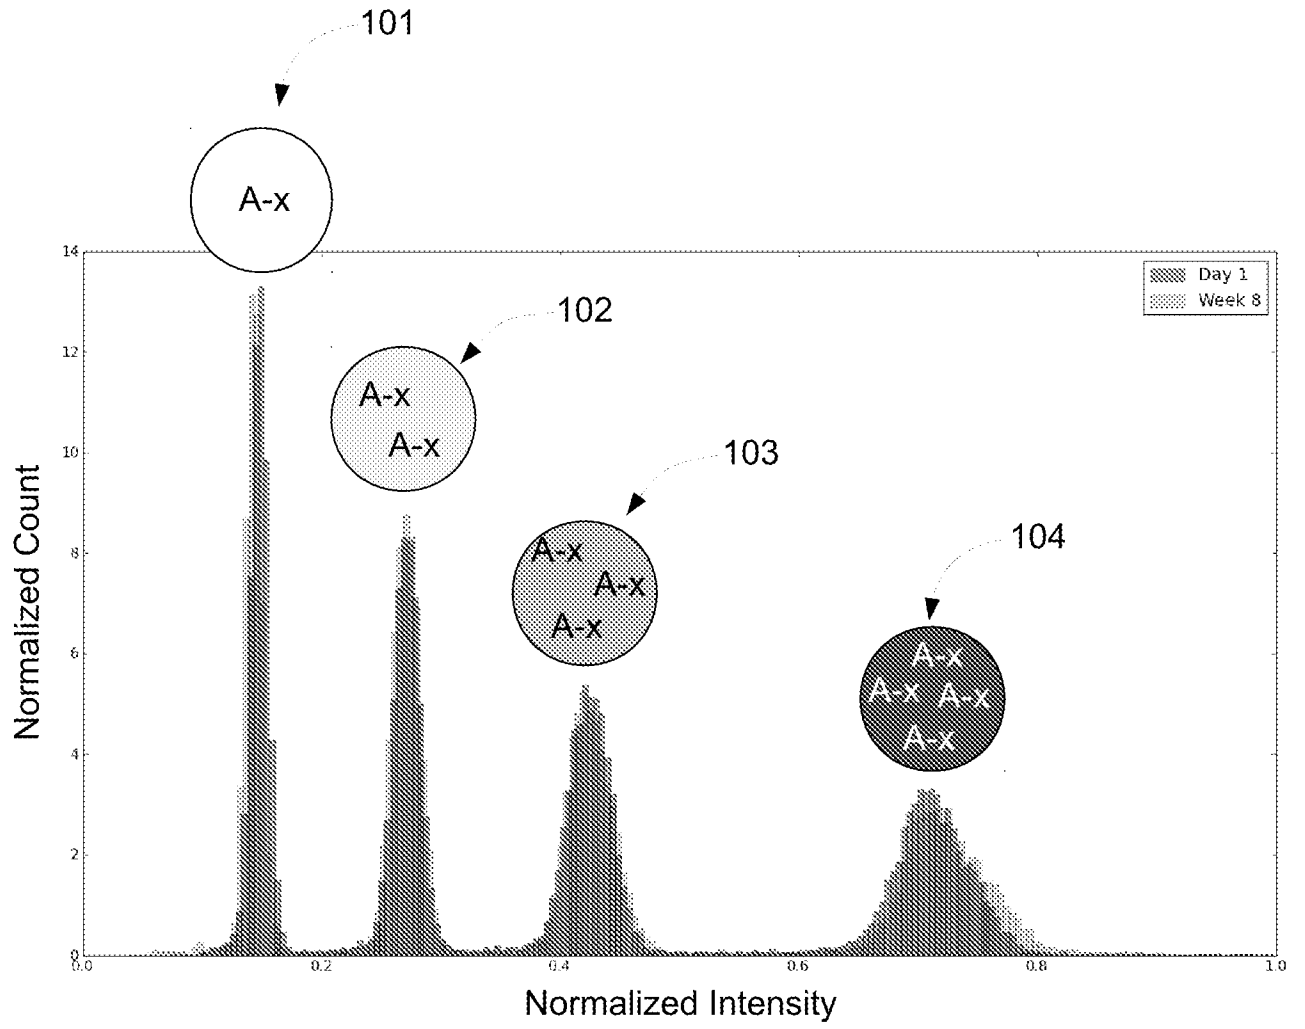 101
A-x
14
Day 1
Week 8
102
12
A-x
A-x
10
103
8
A-x
A-x
A-x
104
6
A-x
A-x A-x
A-x
4
2
0
0.0 0.2 0.4 0.6 0.8 1.0
Normalized Count
Normalized Intensity